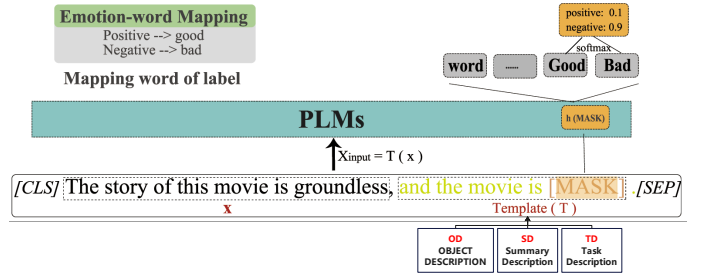 Emotion-word Mapping
Positive --> good
Negative --> bad
Mapping word of label
positive: 0.1
negative: 0.9
softmax
word ...... Good Bad
PLMs
h (MASK)
Xinput = T ( x )
[CLS] The story of this movie is groundless, and the movie is [MASK] . [SEP]
x
Template ( T )
OD
OBJECT
DESCRIPTION
SD
Summary
Description
TD
Task
Description